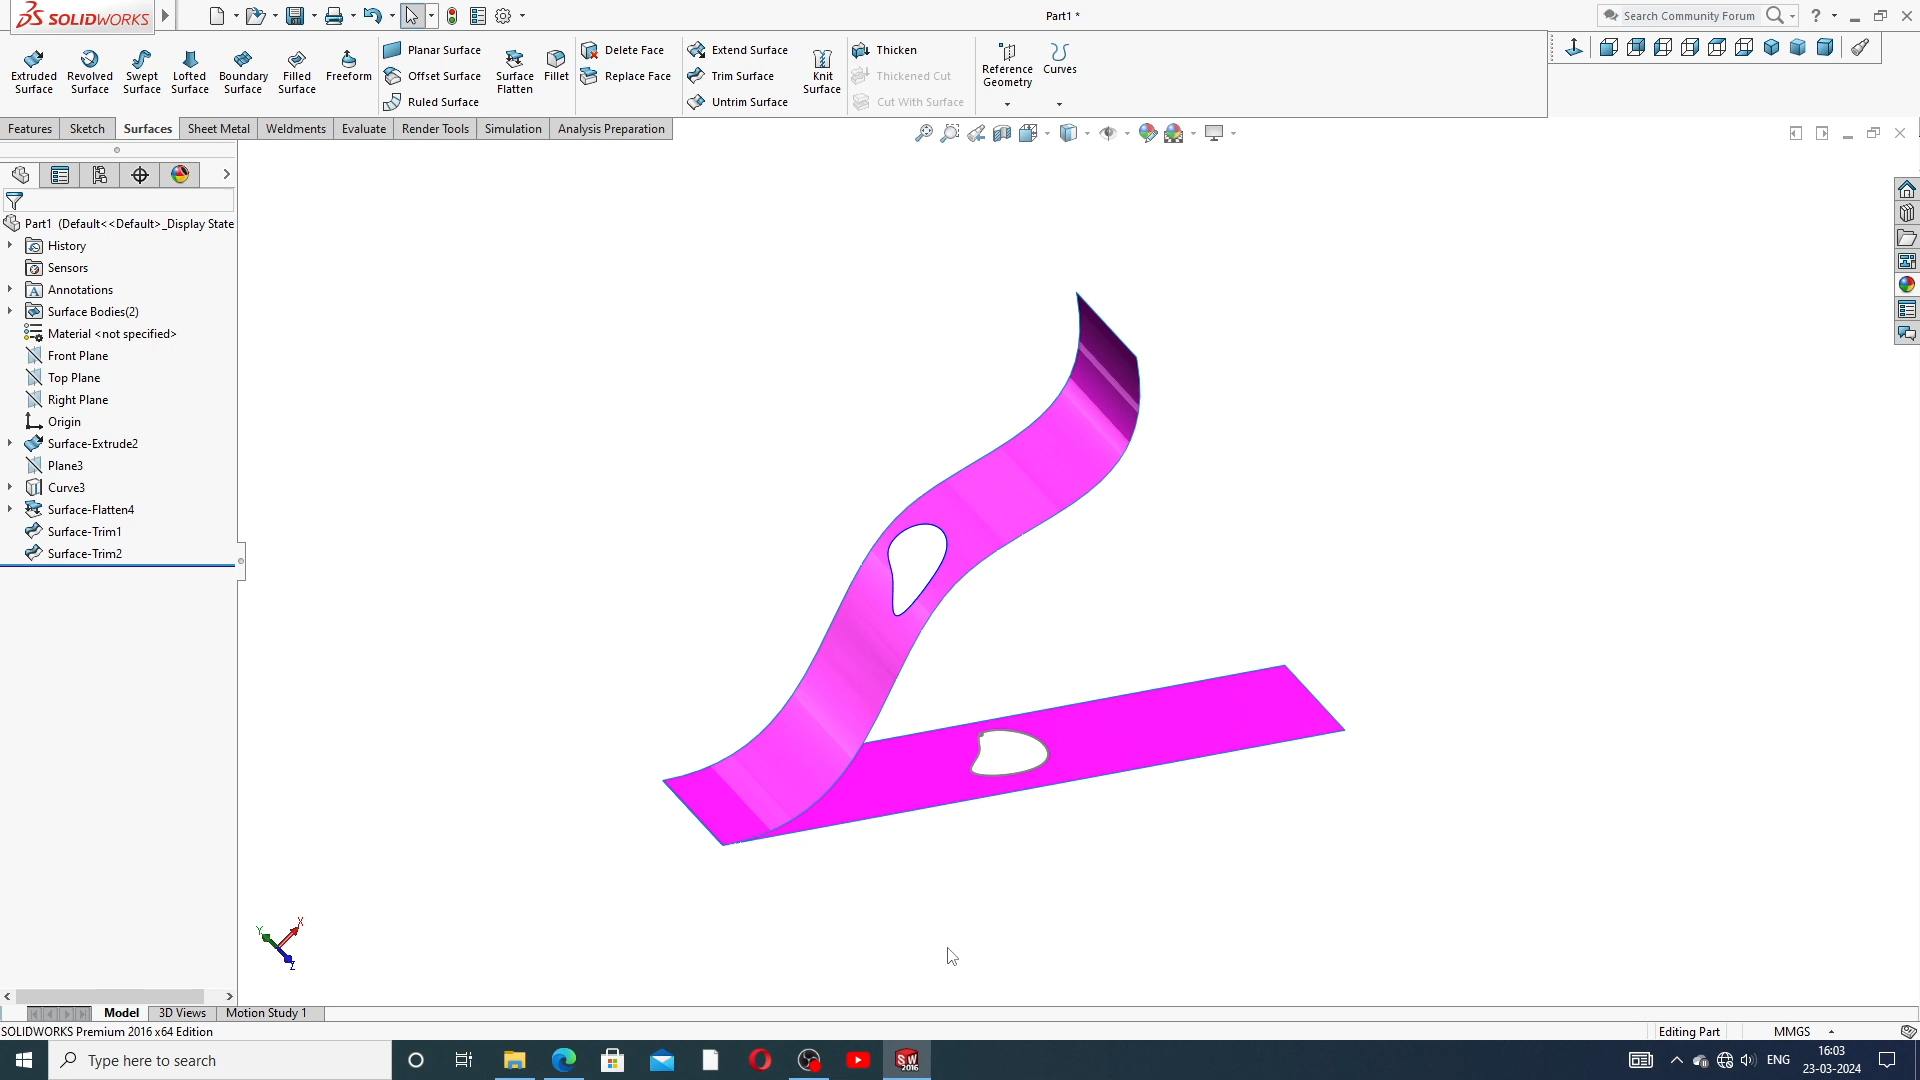 SOLIDWORKS
Part1 *
Search Community Forum
Extruded Surface
Revolved Surface
Swept Surface
Lofted Surface
Boundary Surface
Filled Surface
Freeform
Planar Surface
Offset Surface
Ruled Surface
Surface Flatten
Fillet
Delete Face
Replace Face
Extend Surface
Trim Surface
Untrim Surface
Knit Surface
Thicken
Thickened Cut
Cut With Surface
Reference Geometry
Curves
Features
Sketch
Surfaces
Sheet Metal
Weldments
Evaluate
Render Tools
Simulation
Analysis Preparation
Part1 (Default<<Default>_Display State
History
Sensors
Annotations
Surface Bodies(2)
Material <not specified>
Front Plane
Top Plane
Right Plane
Origin
Surface-Extrude2
Plane3
Curve3
Surface-Flatten4
Surface-Trim1
Surface-Trim2
X
Y
Z
Model
3D Views
Motion Study 1
SOLIDWORKS Premium 2016 x64 Edition
Editing Part
MMGS
Type here to search
SW
2016
ENG
16:03
23-03-2024